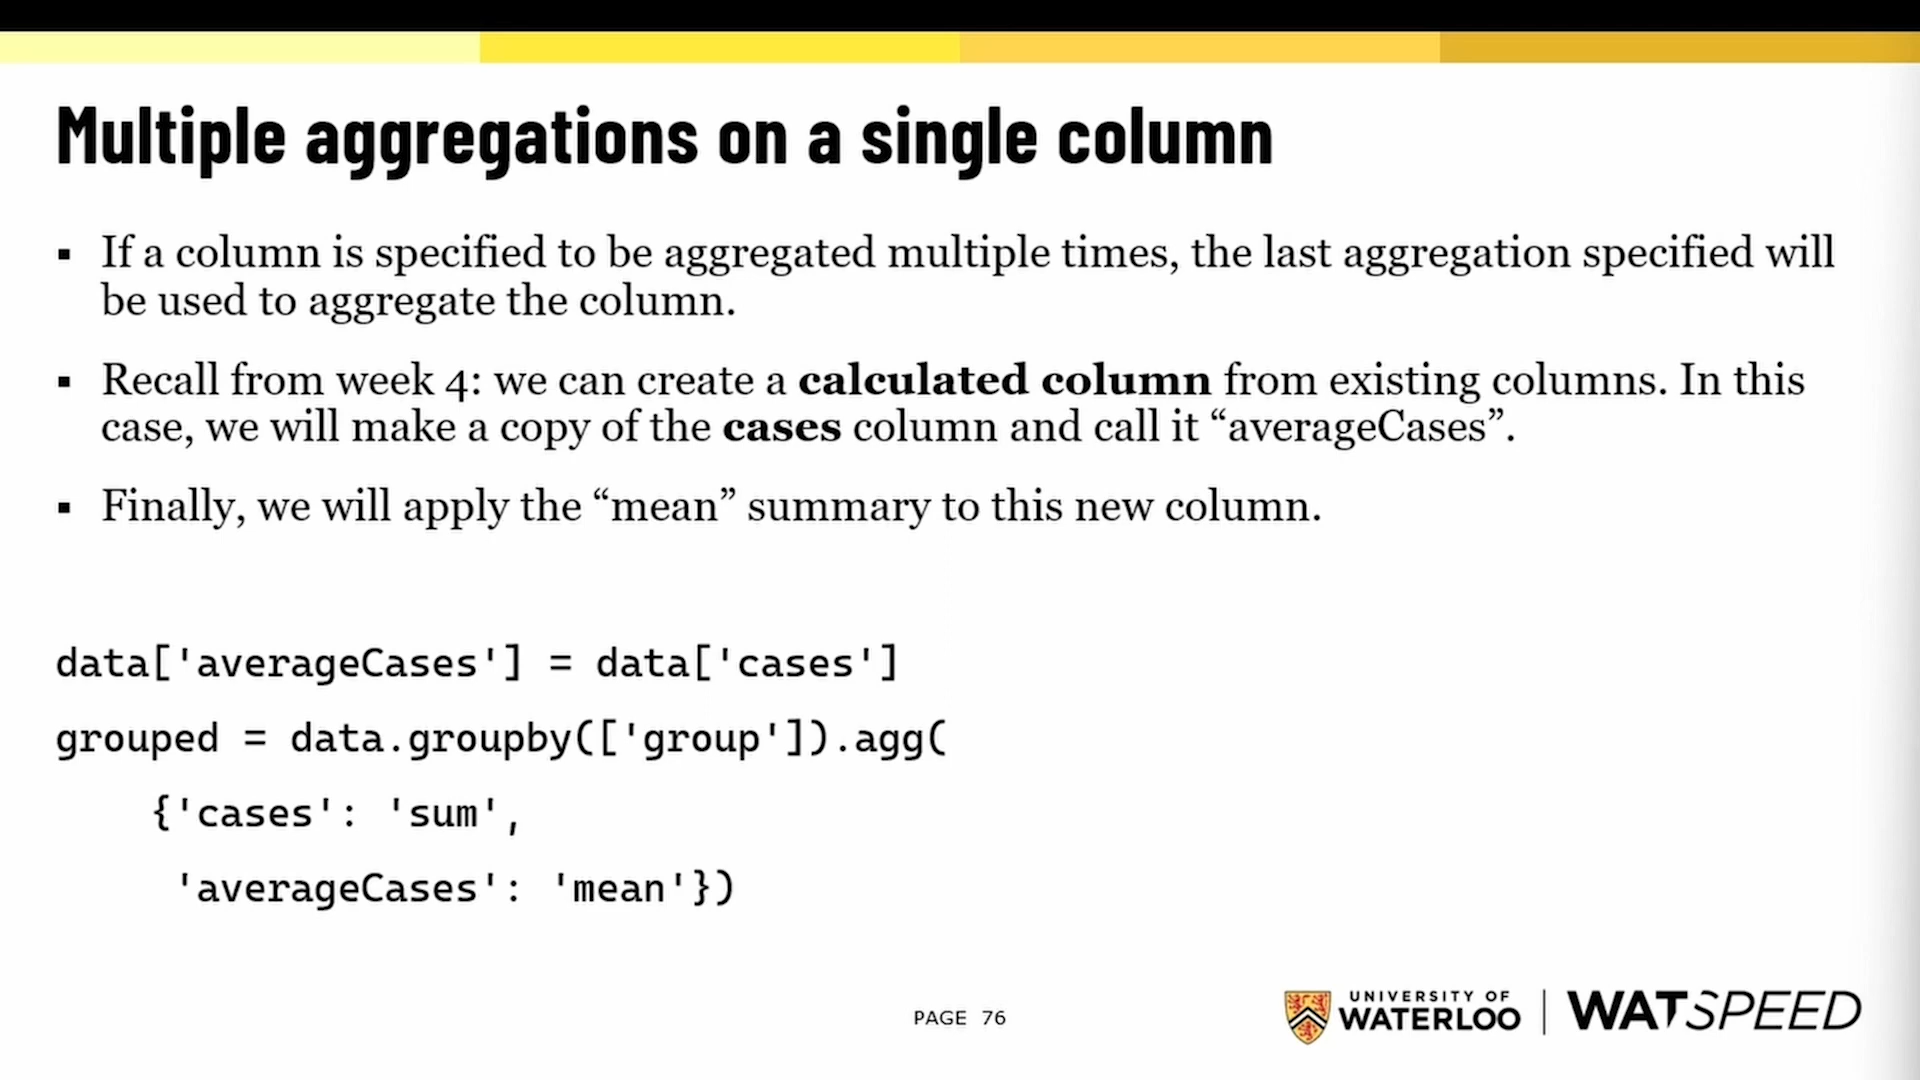 Multiple aggregations on a single column
▪ If a column is specified to be aggregated multiple times, the last aggregation specified will
be used to aggregate the column.
▪ Recall from week 4: we can create a calculated column from existing columns. In this
case, we will make a copy of the cases column and call it “averageCases”.
▪ Finally, we will apply the “mean” summary to this new column.
data['averageCases'] = data['cases']
grouped = data.groupby(['group']).agg(
    {'cases': 'sum',
     'averageCases': 'mean'})
PAGE 76
UNIVERSITY OF
WATERLOO
WATSPEED